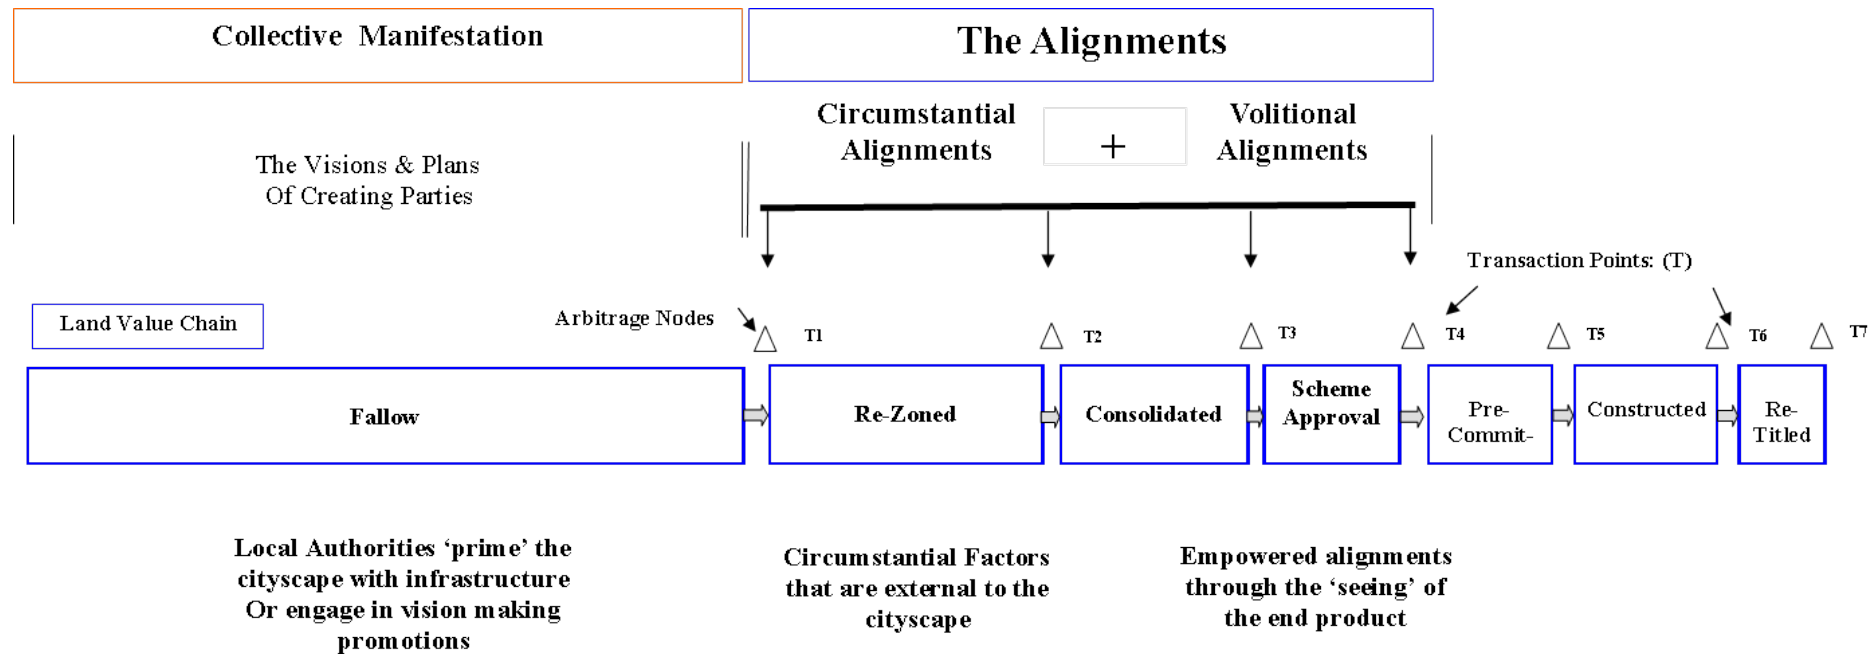 Collective Manifestation
The Alignments
Circumstantial
Alignments
+
Volitional
Alignments
The Visions & Plans
Of Creating Parties
Transaction Points: (T)
Land Value Chain
Arbitrage Nodes
T1
T2
T3
T4
T5
T6
T7
Fallow
Re-Zoned
Consolidated
Scheme
Approval
Pre-
Commit-
Constructed
Re-
Titled
Local Authorities ‘prime’ the
cityscape with infrastructure
Or engage in vision making
promotions
Circumstantial Factors
that are external to the
cityscape
Empowered alignments
through the ‘seeing’ of
the end product